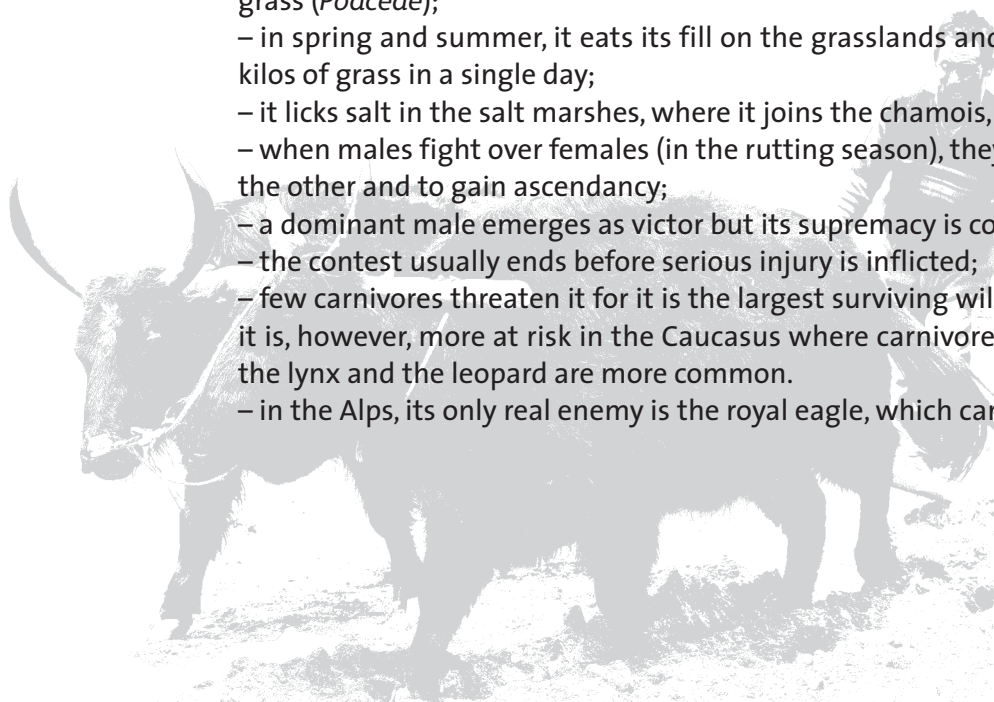 grass (Poaceae);
– in spring and summer, it eats its fill on the grasslands and
kilos of grass in a single day;
– it licks salt in the salt marshes, where it joins the chamois,
– when males fight over females (in the rutting season), they
the other and to gain ascendancy;
– a dominant male emerges as victor but its supremacy is co
– the contest usually ends before serious injury is inflicted;
– few carnivores threaten it for it is the largest surviving wil
it is, however, more at risk in the Caucasus where carnivore
the lynx and the leopard are more common.
– in the Alps, its only real enemy is the royal eagle, which car